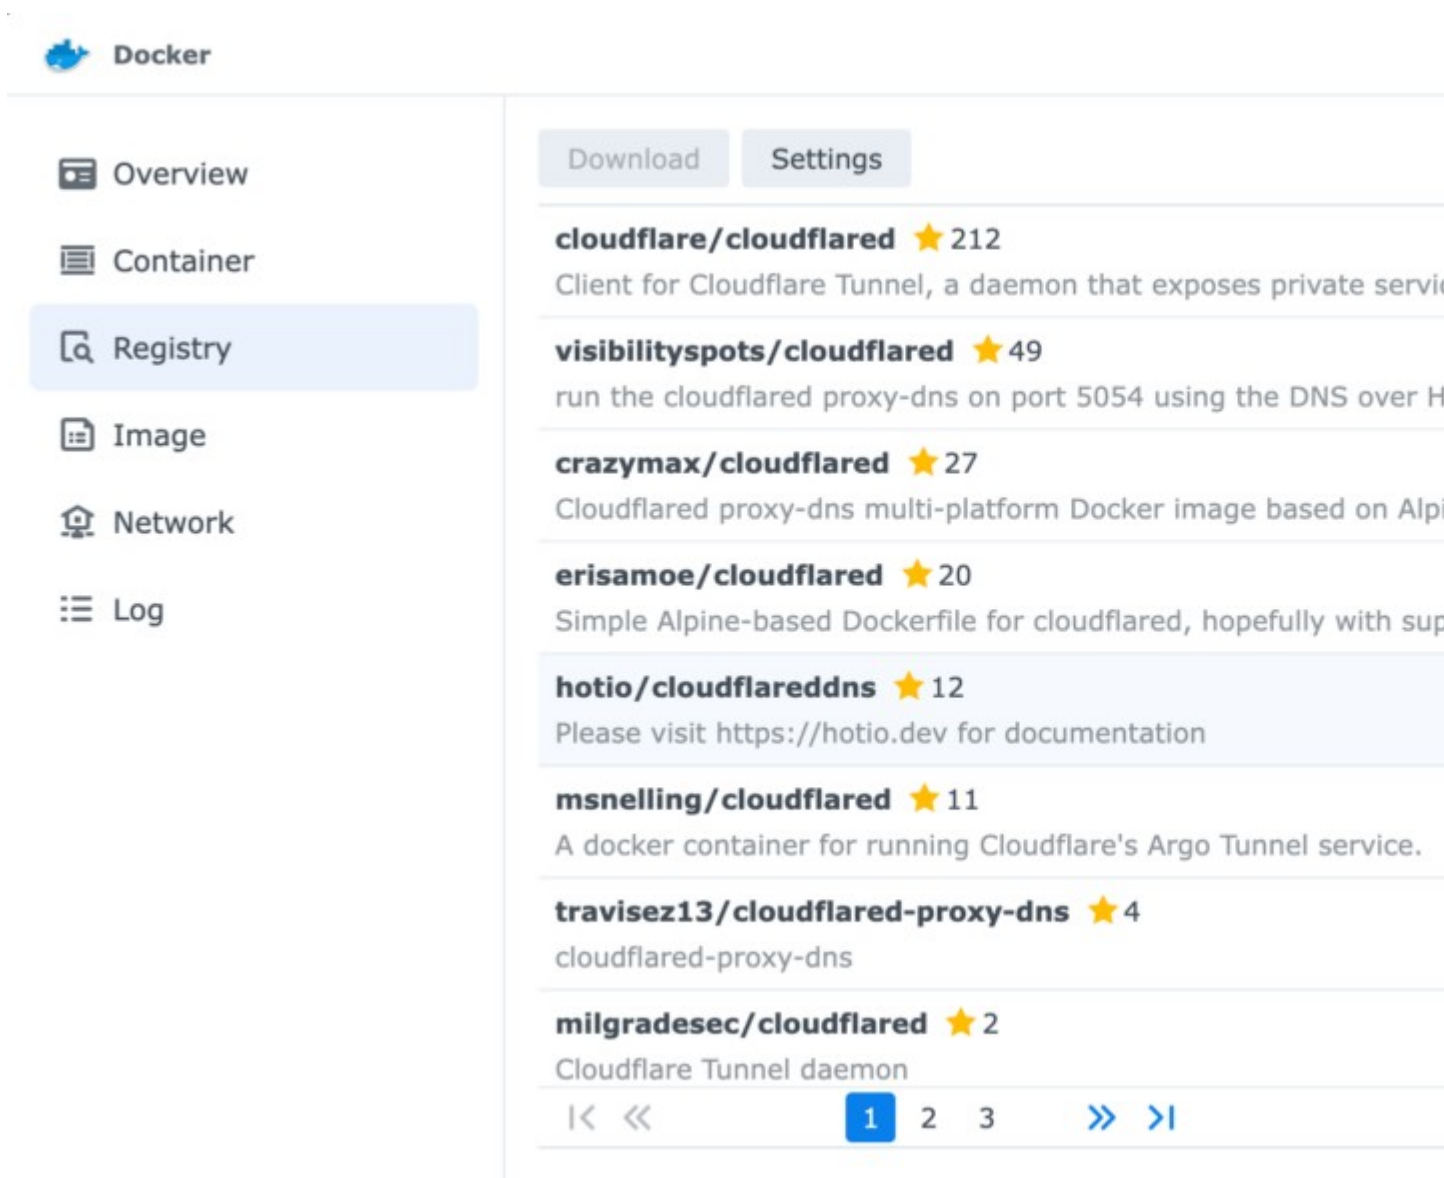 Docker
Overview
Container
Registry
Image
Network
Log
Download Settings
cloudflare/cloudflared 212
Client for Cloudflare Tunnel, a daemon that exposes private servic
visibilityspots/cloudflared 49
run the cloudflared proxy-dns on port 5054 using the DNS over H
crazymax/cloudflared 27
Cloudflared proxy-dns multi-platform Docker image based on Alpi
erisamoe/cloudflared 20
Simple Alpine-based Dockerfile for cloudflared, hopefully with sup
hotio/cloudflareddns 12
Please visit https://hotio.dev for documentation
msnelling/cloudflared 11
A docker container for running Cloudflare's Argo Tunnel service.
travisez13/cloudflared-proxy-dns 4
cloudflared-proxy-dns
milgradesec/cloudflared 2
Cloudflare Tunnel daemon
1 2 3